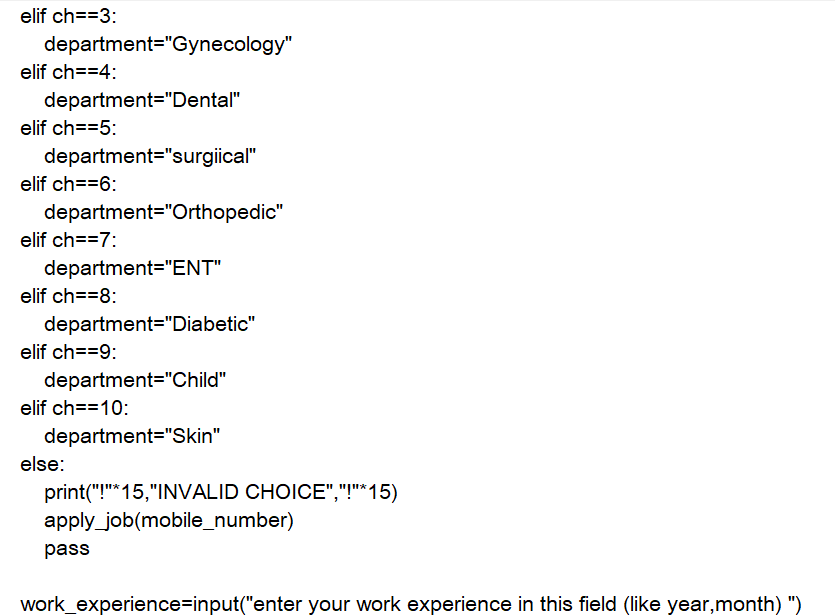 elif ch==3:
    department="Gynecology"
elif ch==4:
    department="Dental"
elif ch==5:
    department="surgiical"
elif ch==6:
    department="Orthopedic"
elif ch==7:
    department="ENT"
elif ch==8:
    department="Diabetic"
elif ch==9:
    department="Child"
elif ch==10:
    department="Skin"
else:
    print("!"*15,"INVALID CHOICE","!"*15)
    apply_job(mobile_number)
    pass

work_experience=input("enter your work experience in this field (like year,month) ")